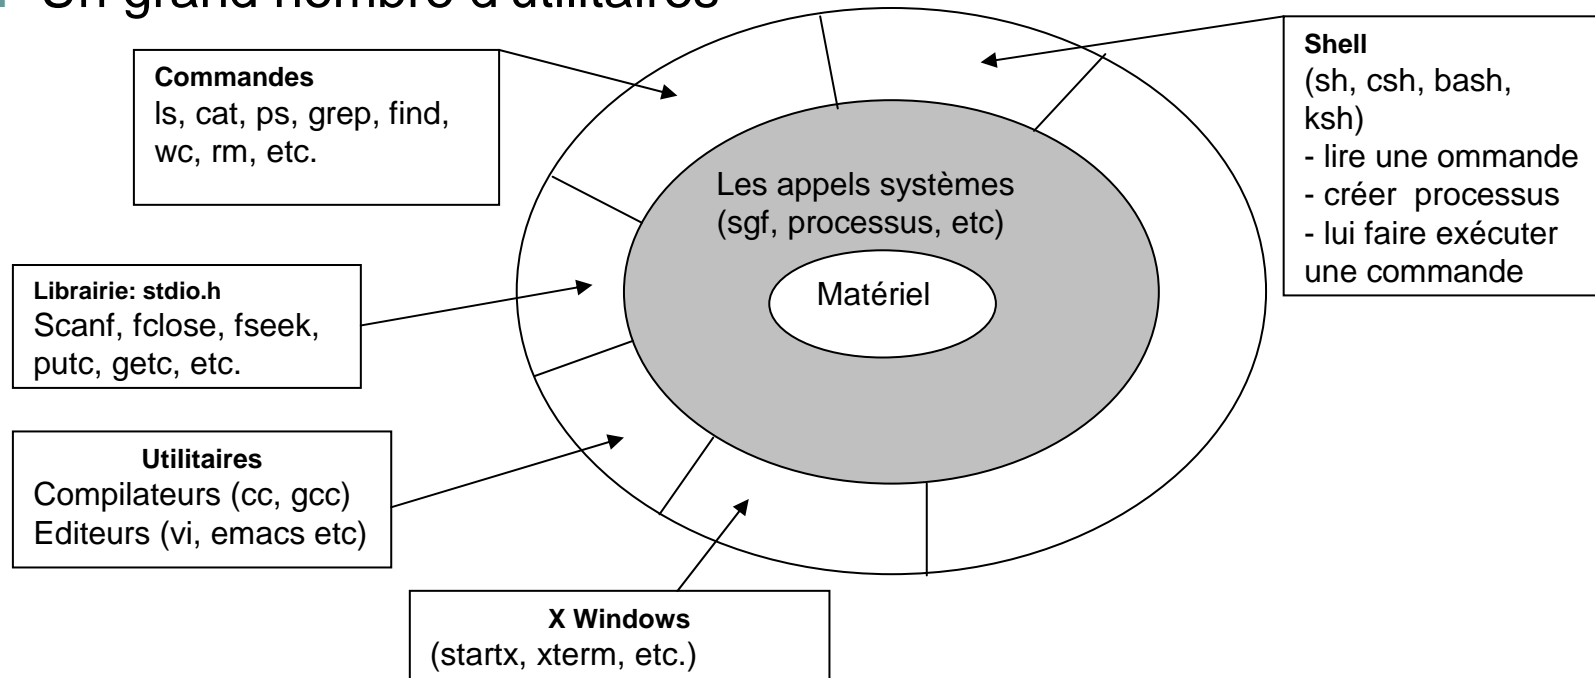 Un grand nombre d'utilitaires
Commandes
ls, cat, ps, grep, find,
wc, rm, etc.
Shell
(sh, csh, bash,
ksh)
- lire une ommande
- créer processus
- lui faire exécuter
une commande
Les appels systèmes
(sgf, processus, etc)
Matériel
Librairie: stdio.h
Scanf, fclose, fseek,
putc, getc, etc.
Utilitaires
Compilateurs (cc, gcc)
Editeurs (vi, emacs etc)
X Windows
(startx, xterm, etc.)